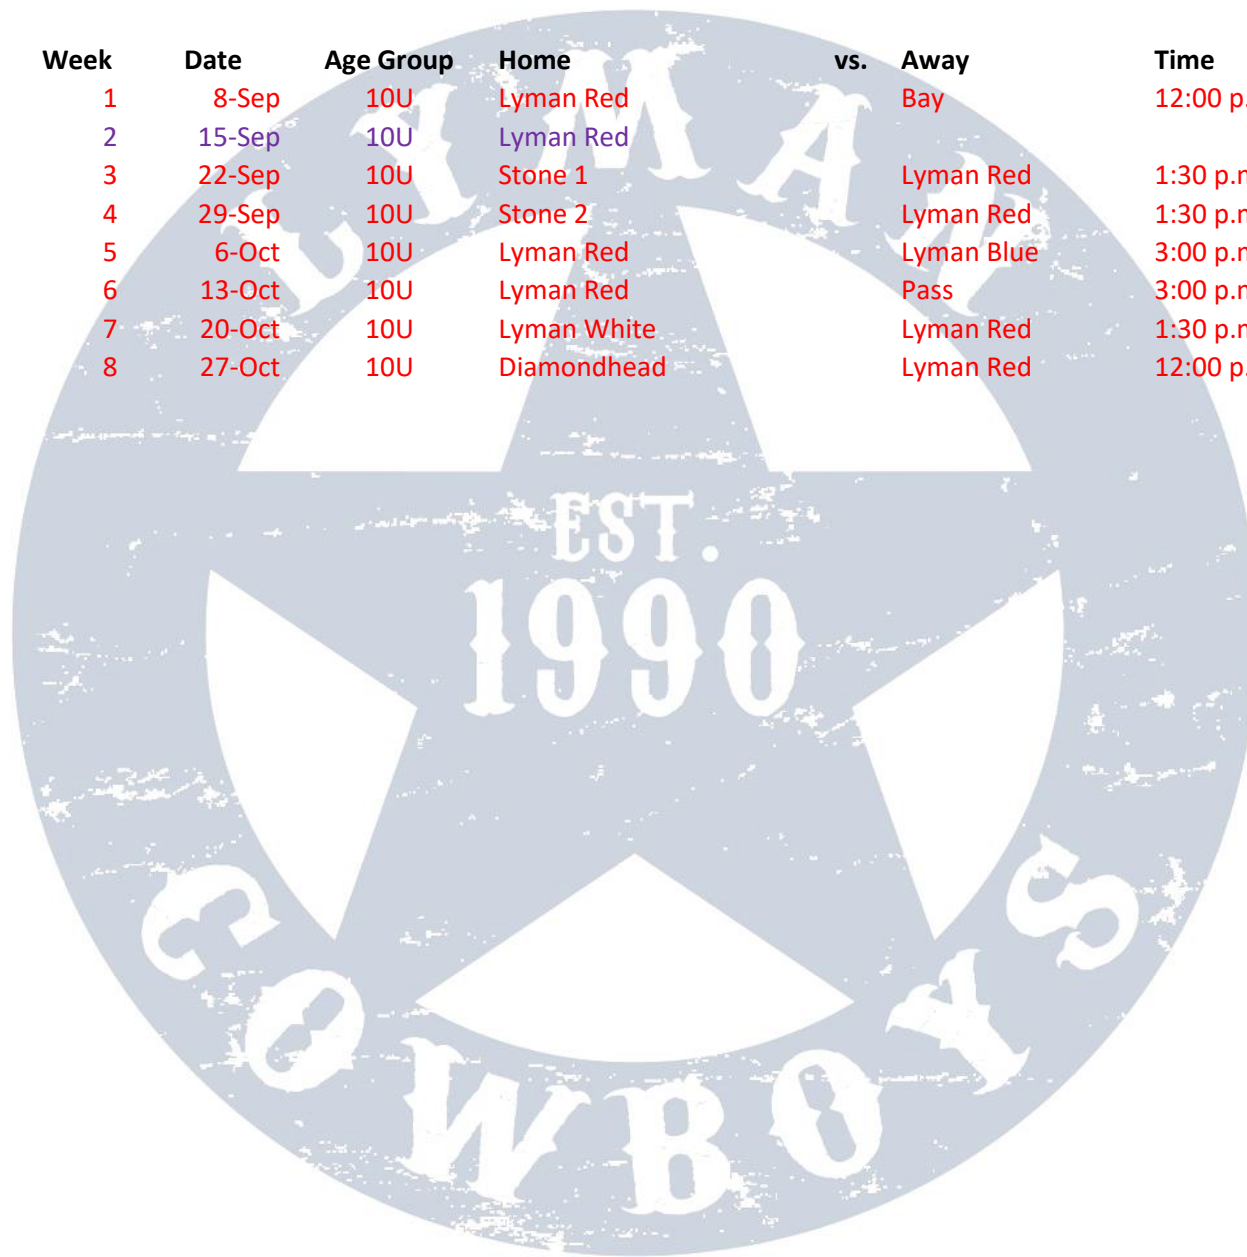 Week Date Age Group Home vs. Away Time
1 8-Sep 10U Lyman Red Bay 12:00 p.
2 15-Sep 10U Lyman Red
3 22-Sep 10U Stone 1 Lyman Red 1:30 p.n
4 29-Sep 10U Stone 2 Lyman Red 1:30 p.n
5 6-Oct 10U Lyman Red Lyman Blue 3:00 p.n
6 13-Oct 10U Lyman Red Pass 3:00 p.n
7 20-Oct 10U Lyman White Lyman Red 1:30 p.n
8 27-Oct 10U Diamondhead Lyman Red 12:00 p.
LYMAN
EST.
1990
COWBOYS